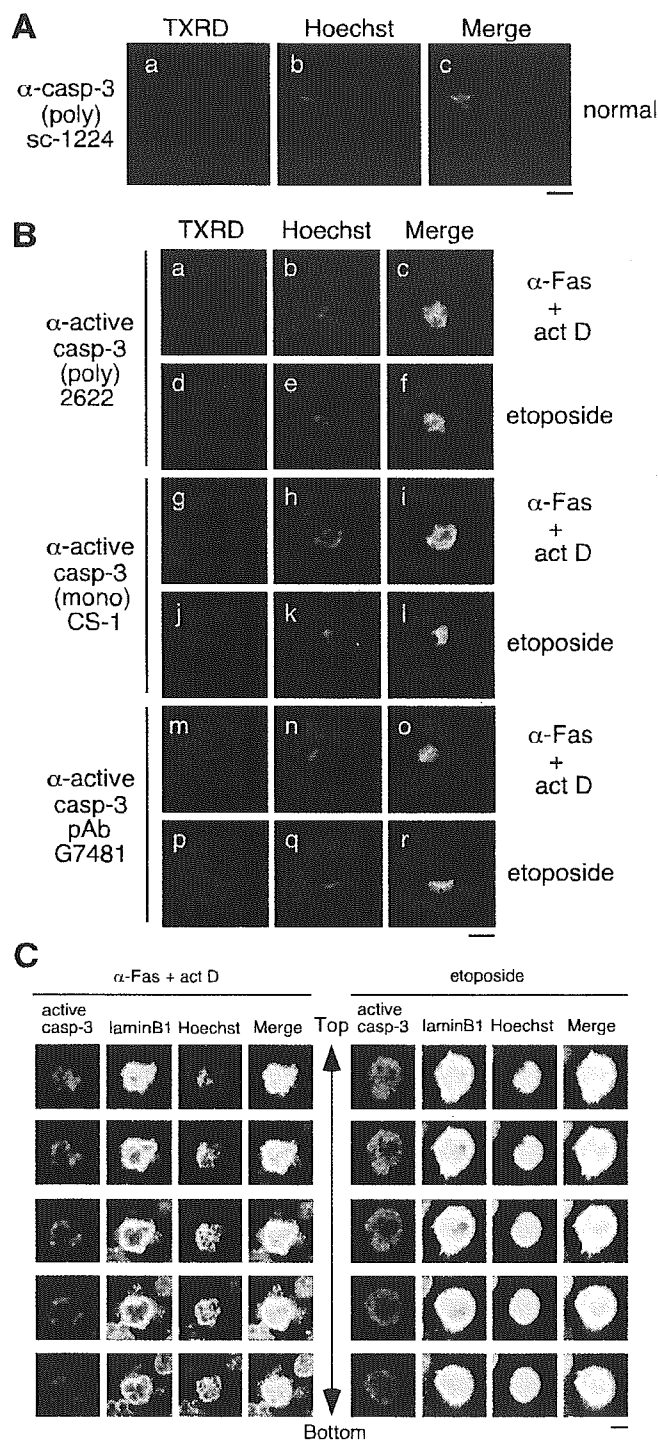 A
TXRD Hoechst Merge
α-casp-3
(poly)
sc-1224
a b c
normal
B
TXRD Hoechst Merge
α-active
casp-3
(poly)
2622
a b c
α-Fas
+
act D
d e f
etoposide
α-active
casp-3
(mono)
CS-1
g h i
α-Fas
+
act D
j k l
etoposide
α-active
casp-3
pAb
G7481
m n o
α-Fas
+
act D
p q r
etoposide
C
α-Fas + act D
etoposide
active
casp-3 laminB1 Hoechst Merge
Top
active
casp-3 laminB1 Hoechst Merge
Bottom